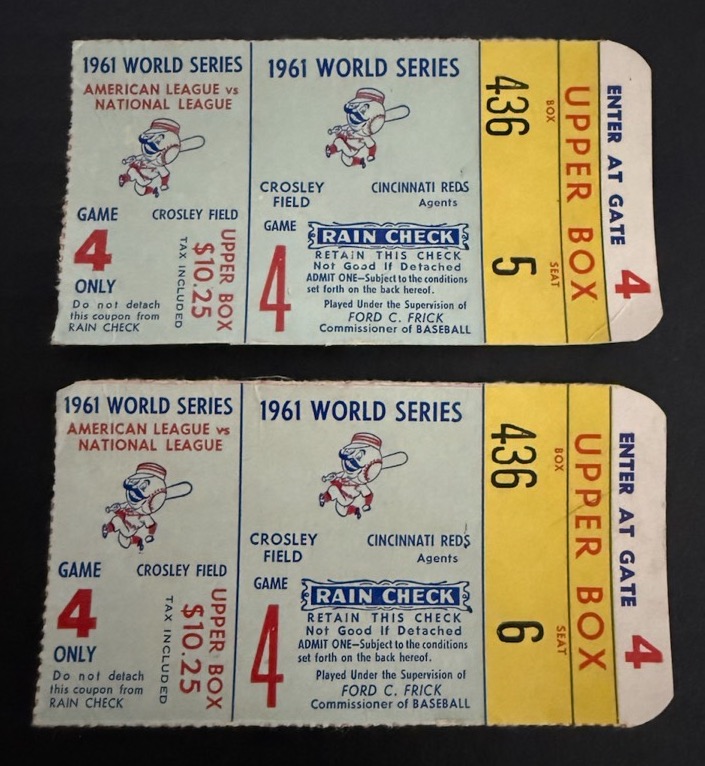 1961 WORLD SERIES
AMERICAN LEAGUE vs
NATIONAL LEAGUE
GAME
CROSLEY FIELD
4
ONLY
Do not detach
this coupon from
RAIN CHECK
UPPER BOX
$10.25
TAX INCLUDED
1961 WORLD SERIES
CROSLEY
FIELD
CINCINNATI REDS
Agents
GAME
4
RAIN CHECK
RETAIN THIS CHECK
Not Good If Detached
ADMIT ONE—Subject to the conditions
set forth on the back hereof.
Played Under the Supervision of
FORD C. FRICK
Commissioner of BASEBALL
436
BOX
5
SEAT
UPPER BOX
ENTER AT GATE
4
1961 WORLD SERIES
AMERICAN LEAGUE vs
NATIONAL LEAGUE
GAME
CROSLEY FIELD
4
ONLY
Do not detach
this coupon from
RAIN CHECK
UPPER BOX
$10.25
TAX INCLUDED
1961 WORLD SERIES
CROSLEY
FIELD
CINCINNATI REDS
Agents
GAME
4
RAIN CHECK
RETAIN THIS CHECK
Not Good If Detached
ADMIT ONE—Subject to the conditions
set forth on the back hereof.
Played Under the Supervision of
FORD C. FRICK
Commissioner of BASEBALL
436
BOX
6
SEAT
UPPER BOX
ENTER AT GATE
4